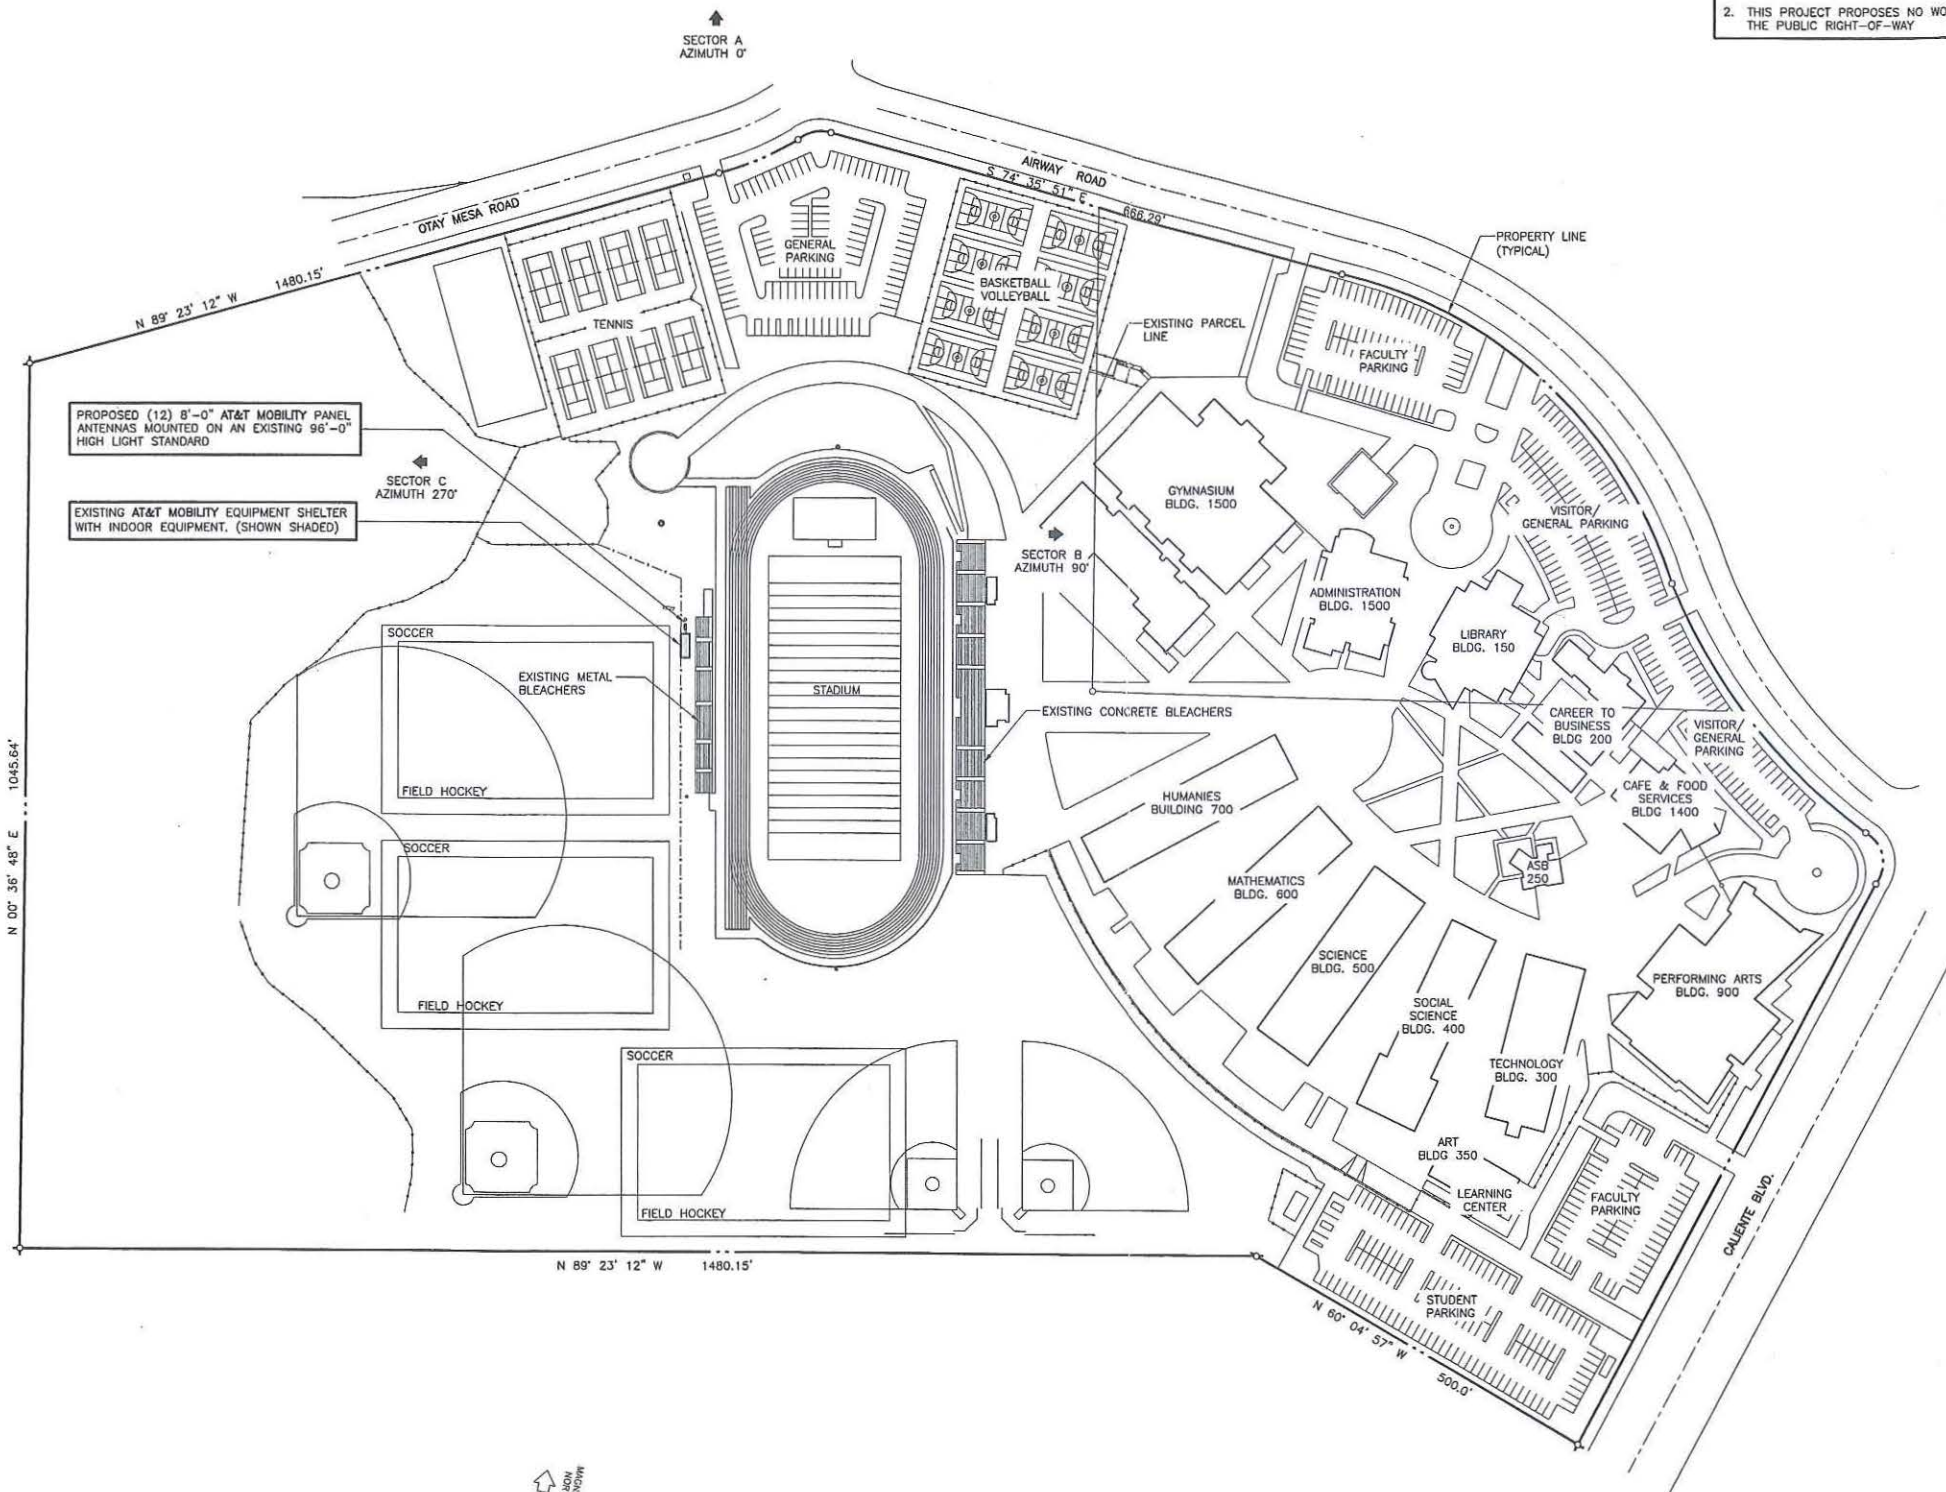 2. THIS PROJECT PROPOSES NO WO
THE PUBLIC RIGHT-OF-WAY
SECTOR A
AZIMUTH 0°
AIRWAY ROAD
S 74° 35' 51" E
666.29'
OTAY MESA ROAD
N 89° 23' 12" W
1480.15'
PROPERTY LINE
(TYPICAL)
GENERAL
PARKING
BASKETBALL
VOLLEYBALL
TENNIS
EXISTING PARCEL
LINE
FACULTY
PARKING
PROPOSED (12) 8'-0" AT&T MOBILITY PANEL
ANTENNAS MOUNTED ON AN EXISTING 96'-0"
HIGH LIGHT STANDARD
SECTOR C
AZIMUTH 270°
EXISTING AT&T MOBILITY EQUIPMENT SHELTER
WITH INDOOR EQUIPMENT. (SHOWN SHADED)
GYMNASIUM
BLDG. 1500
VISITOR/
GENERAL PARKING
SECTOR B
AZIMUTH 90°
ADMINISTRATION
BLDG. 1500
LIBRARY
BLDG. 150
SOCCER
EXISTING METAL
BLEACHERS
STADIUM
EXISTING CONCRETE BLEACHERS
CAREER TO
BUSINESS
BLDG 200
VISITOR/
GENERAL
PARKING
FIELD HOCKEY
N 00° 36' 48" E 1045.64'
HUMANIES
BUILDING 700
CAFE & FOOD
SERVICES
BLDG 1400
SOCCER
MATHEMATICS
BLDG. 600
ASB
250
SCIENCE
BLDG. 500
PERFORMING ARTS
BLDG. 900
FIELD HOCKEY
SOCIAL
SCIENCE
BLDG. 400
SOCCER
TECHNOLOGY
BLDG. 300
ART
BLDG 350
LEARNING
CENTER
FACULTY
PARKING
FIELD HOCKEY
CALIENTE BLVD.
N 89° 23' 12" W 1480.15'
STUDENT
PARKING
N 60° 04' 57" W
500.0'
MAGN
NOR